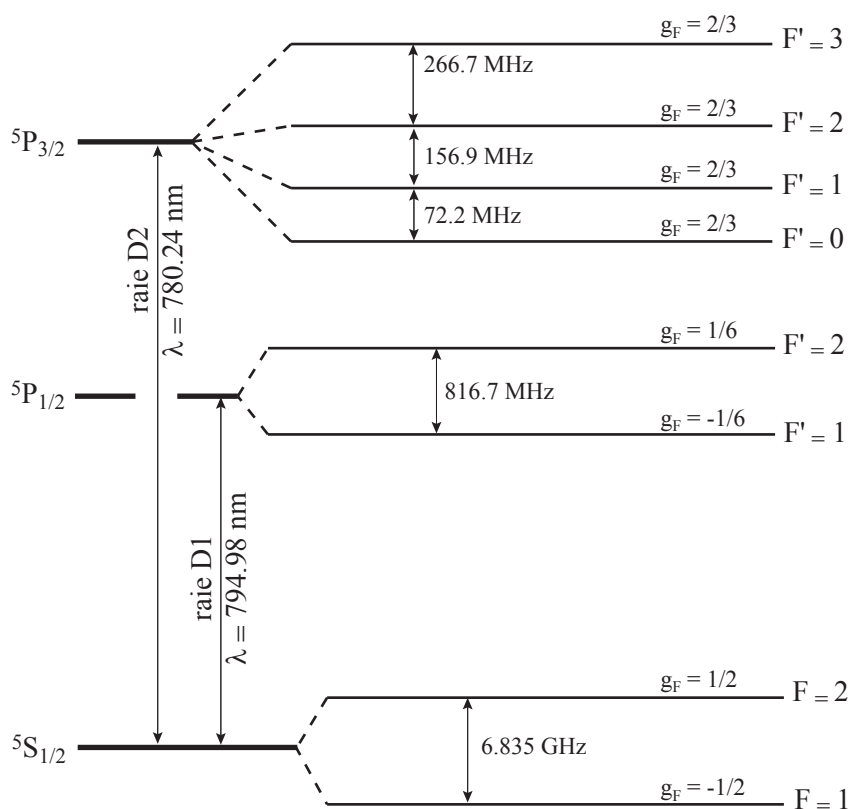 g_F = 2/3
F' = 3
266.7 MHz
g_F = 2/3
F' = 2
⁵P₃/₂
156.9 MHz
g_F = 2/3
F' = 1
72.2 MHz
g_F = 2/3
F' = 0
raie D2
λ = 780.24 nm
g_F = 1/6
F' = 2
⁵P₁/₂
816.7 MHz
g_F = -1/6
F' = 1
raie D1
λ = 794.98 nm
g_F = 1/2
F = 2
⁵S₁/₂
6.835 GHz
g_F = -1/2
F = 1